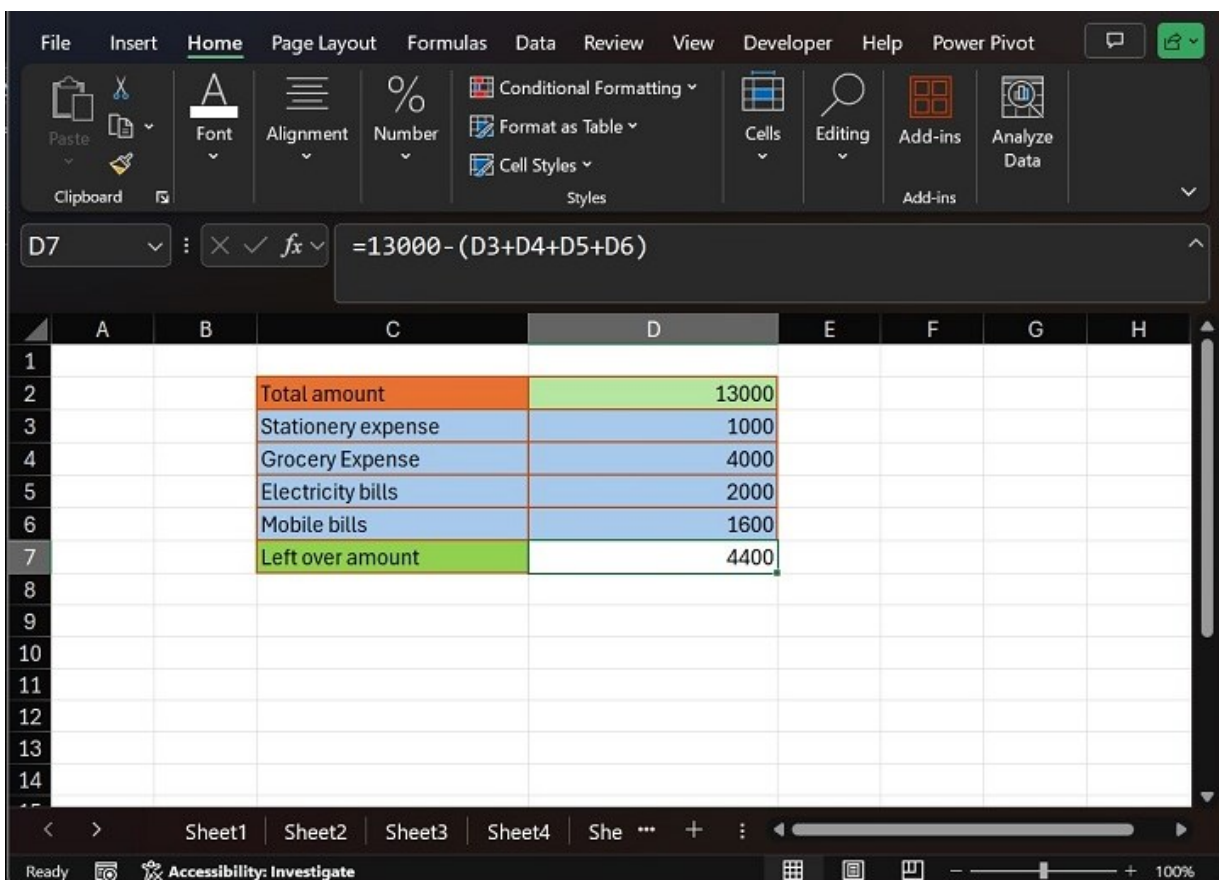 File Insert Home Page Layout Formulas Data Review View Developer Help Power Pivot
Paste
Font
Alignment
% Number
Conditional Formatting
Format as Table
Cell Styles
Cells
Editing
Add-ins
Analyze Data
Clipboard Styles Add-ins
D7 fx =13000-(D3+D4+D5+D6)
A B C D E F G H
1
2 Total amount 13000
3 Stationery expense 1000
4 Grocery Expense 4000
5 Electricity bills 2000
6 Mobile bills 1600
7 Left over amount 4400
8
9
10
11
12
13
14
Sheet1 Sheet2 Sheet3 Sheet4 She ... +
Ready Accessibility: Investigate - + 100%